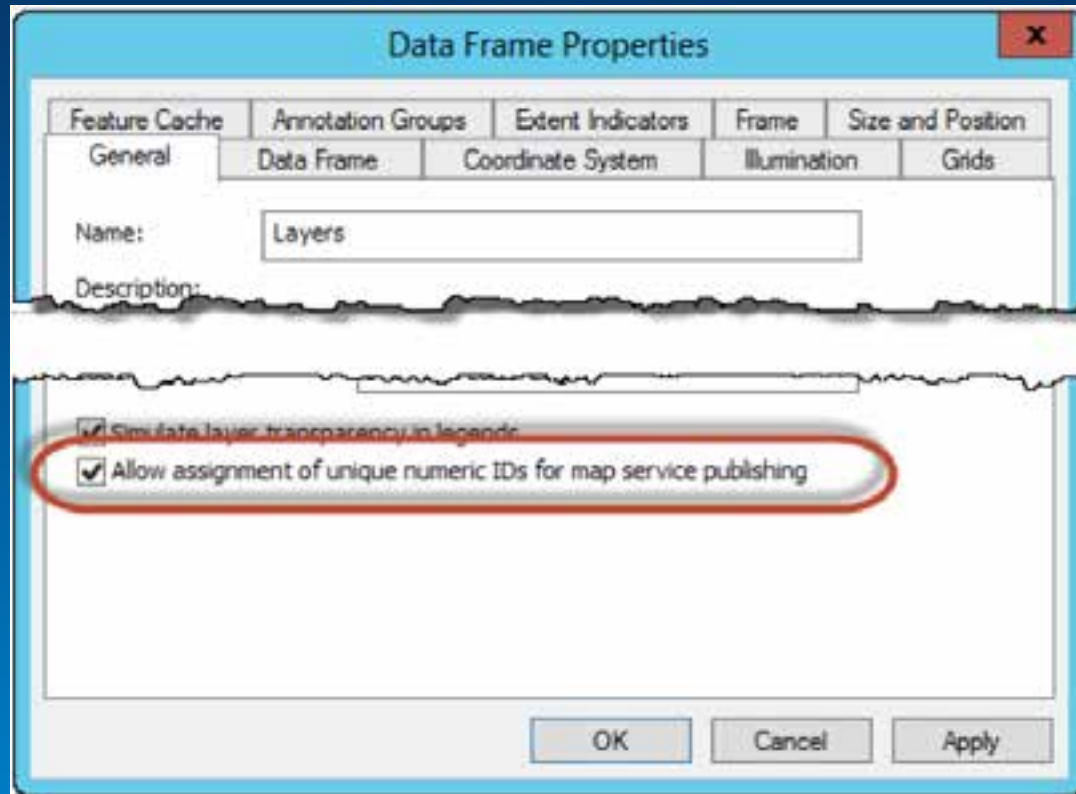 Data Frame Properties
x
Feature Cache Annotation Groups Extent Indicators Frame Size and Position
General Data Frame Coordinate System Illumination Grids
Name: Layers
Description:
Simulate layer transparency in legends
Allow assignment of unique numeric IDs for map service publishing
OK Cancel Apply